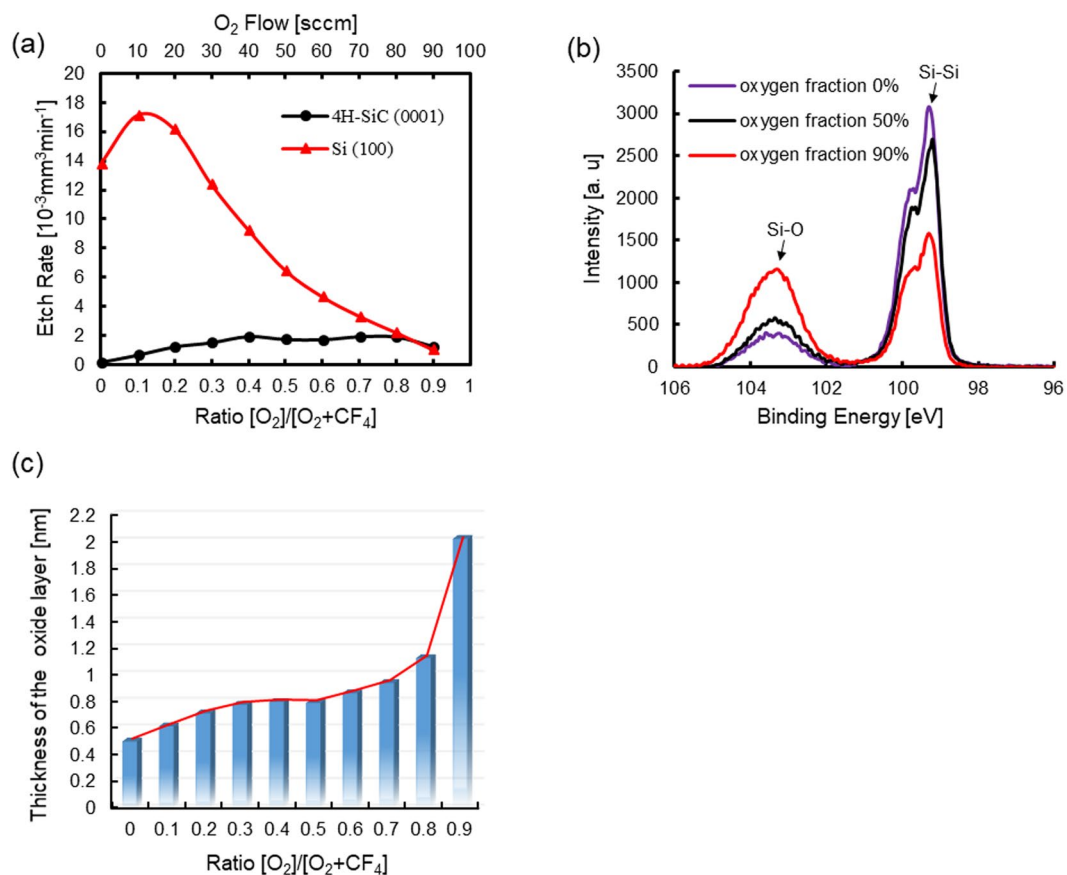 (a)
O₂ Flow [sccm]
0 10 20 30 40 50 60 70 80 90 100
20
18
16
14
12
10
8
6
4
2
0
Etch Rate [10⁻³mm³min⁻¹]
4H-SiC (0001)
Si (100)
0 0.1 0.2 0.3 0.4 0.5 0.6 0.7 0.8 0.9 1
Ratio [O₂]/[O₂+CF₄]
(b)
3500
3000
2500
2000
1500
1000
500
0
Intensity [a. u]
oxygen fraction 0%
oxygen fraction 50%
oxygen fraction 90%
Si-Si
Si-O
106 104 102 100 98 96
Binding Energy [eV]
(c)
2.2
2
1.8
1.6
1.4
1.2
1
0.8
0.6
0.4
0.2
0
Thickness of the oxide layer [nm]
0 0.1 0.2 0.3 0.4 0.5 0.6 0.7 0.8 0.9
Ratio [O₂]/[O₂+CF₄]